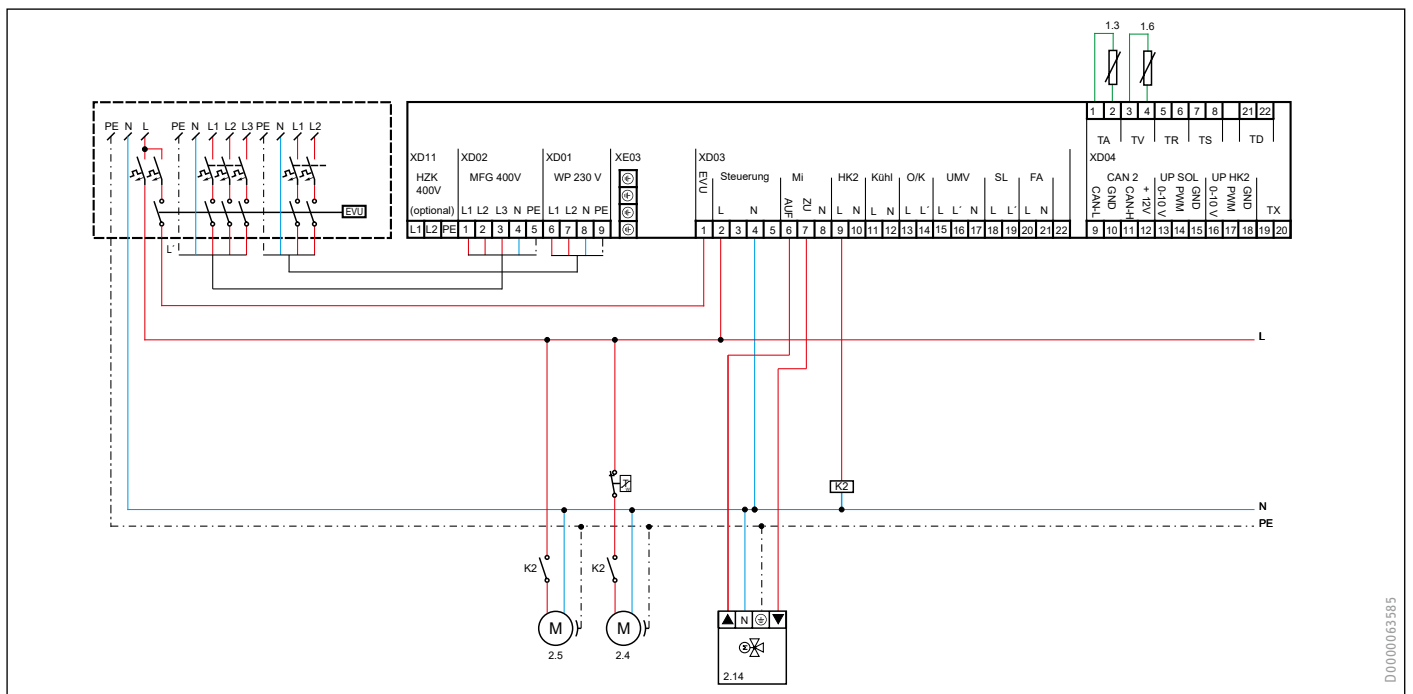 1.3 1.6
1 2 3 4 5 6 7 8 21 22
TA TV TR TS TD
PE N L PE N L1 L2 L3 PE N L1 L2
XD11 XD02 XD01 XE03 XD03 XD04
HZK 400V (optional)
MFG 400V
WP 230 V
EVU Steuerung Mi HK2 Kühl O/K UMV SL FA
CAN 2 UP SOL UP HK2
L N AUF ZU N L N L N L L´ L L´ N L L´ L N
CAN-L GND CAN-H + 12V 0-10 V PWM GND 0-10 V PWM GND TX
EVU
L1 L2 L3 N PE L1 L2 N PE
L1 L2 PE 1 2 3 4 5 6 7 8 9
1 2 3 4 5 6 7 8 9 10 11 12 13 14 15 16 17 18 19 20 21 22
9 10 11 12 13 14 15 16 17 18 19 20
L´
L
K2
N
PE
K2 K2
M M
2.5 2.4
N
2.14
D0000063585